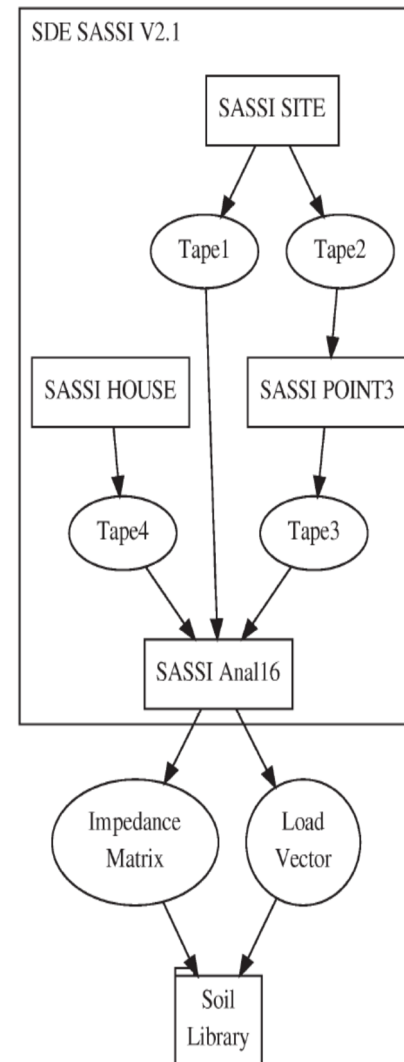 SDE SASSI V2.1
SASSI SITE
Tape1
Tape2
SASSI HOUSE
SASSI POINT3
Tape4
Tape3
SASSI Anal16
Impedance
Matrix
Load
Vector
Soil
Library